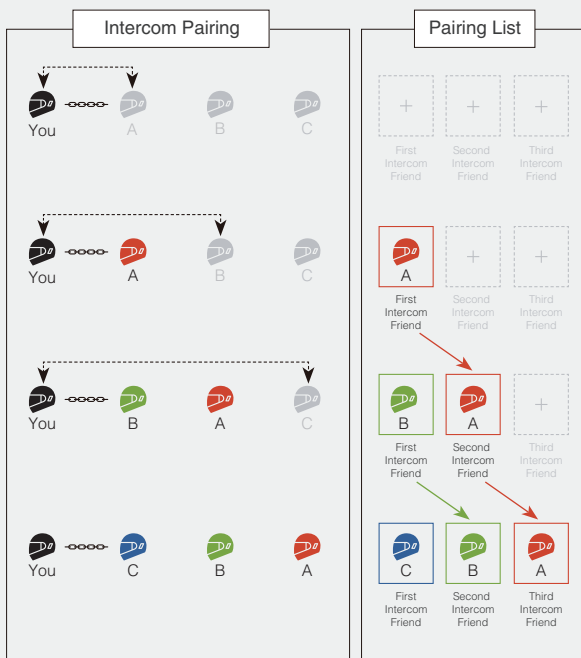 Intercom Pairing
Pairing List
You A B C
+ + +
First Intercom Friend
Second Intercom Friend
Third Intercom Friend
You A B C
A + +
First Intercom Friend
Second Intercom Friend
Third Intercom Friend
You B A C
B A +
First Intercom Friend
Second Intercom Friend
Third Intercom Friend
You C B A
C B A
First Intercom Friend
Second Intercom Friend
Third Intercom Friend